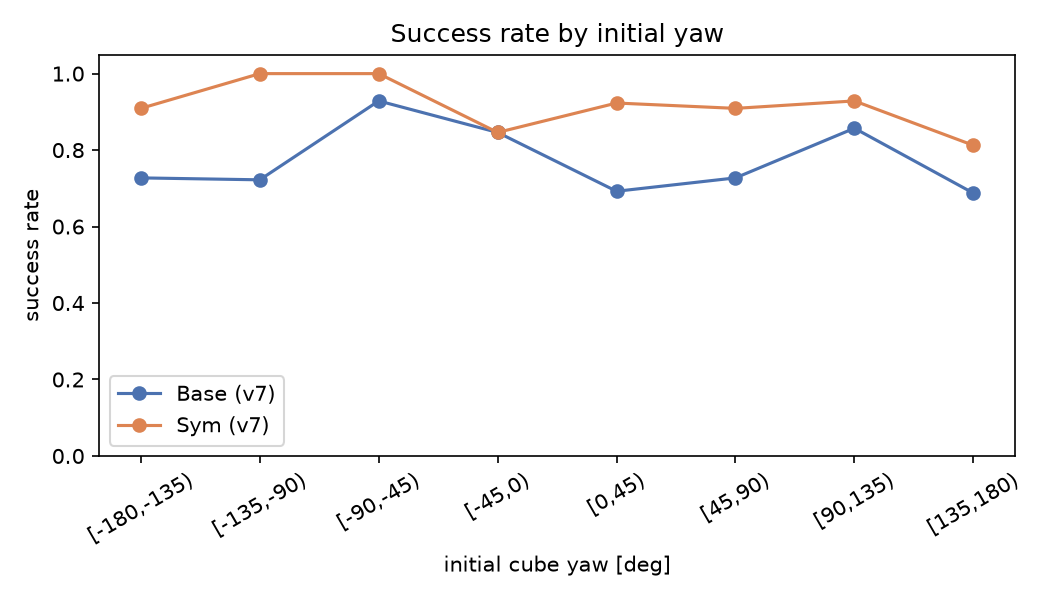 Success rate by initial yaw
success rate
1.0
0.8
0.6
0.4
0.2
0.0
Base (v7)
Sym (v7)
[-180,-135)
[-135,-90)
[-90,-45)
[-45,0)
[0,45)
[45,90)
[90,135)
[135,180)
initial cube yaw [deg]